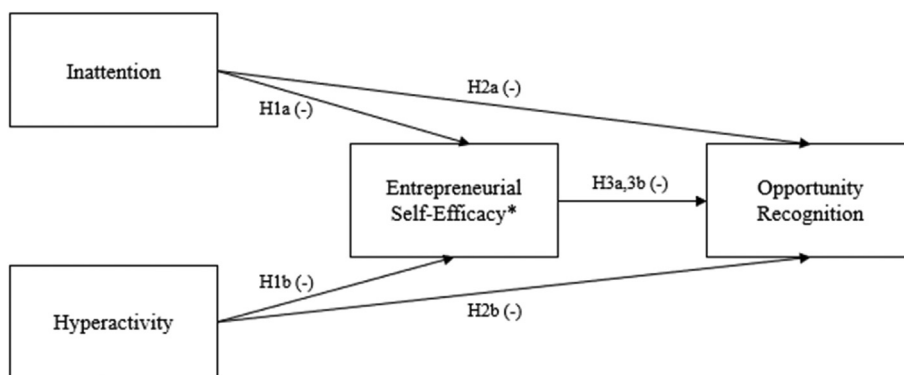 Inattention
H2a (-)
H1a (-)
Entrepreneurial
Self-Efficacy*
H3a,3b (-)
Opportunity
Recognition
H1b (-)
H2b (-)
Hyperactivity